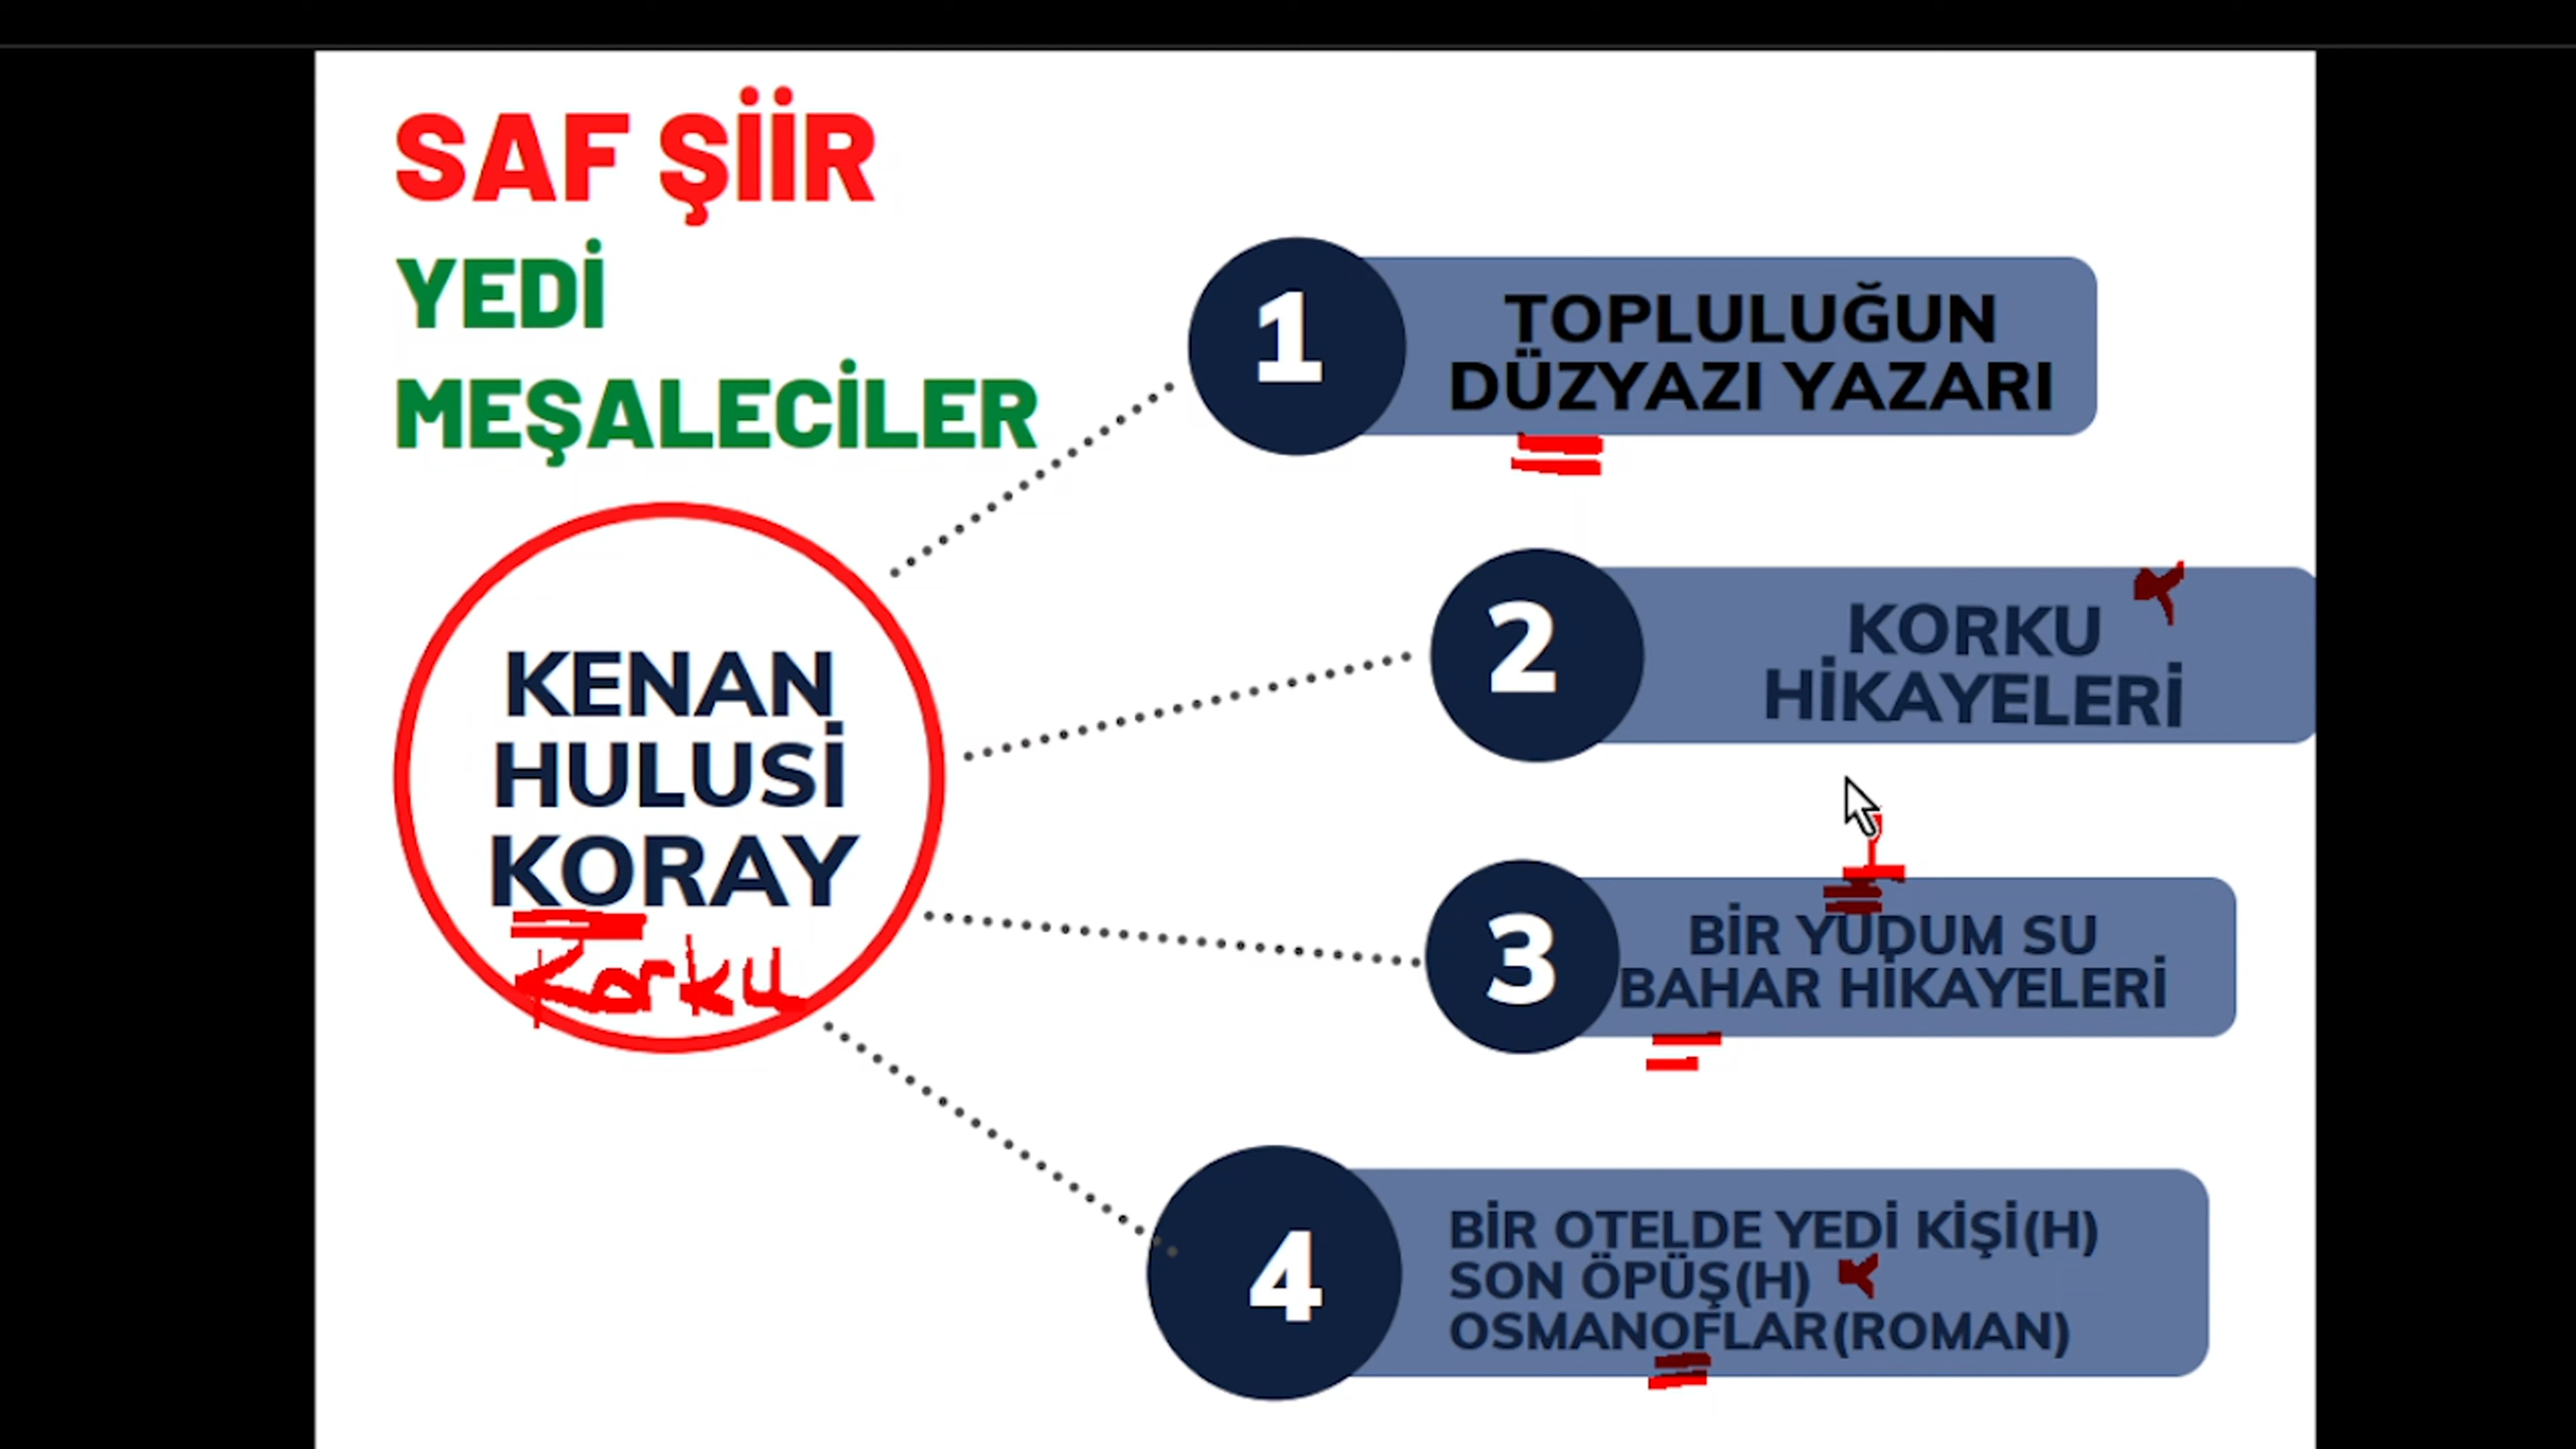 SAF ŞİİR
YEDİ
MEŞALECİLER
KENAN
HULUSİ
KORAY
Korku
1
TOPLULUĞUN
DÜZYAZI YAZARI
2
KORKU
HİKAYELERİ
3
BİR YUDUM SU
BAHAR HİKAYELERİ
4
BİR OTELDE YEDİ KİŞİ(H)
SON ÖPÜŞ(H)
OSMANOFLAR(ROMAN)